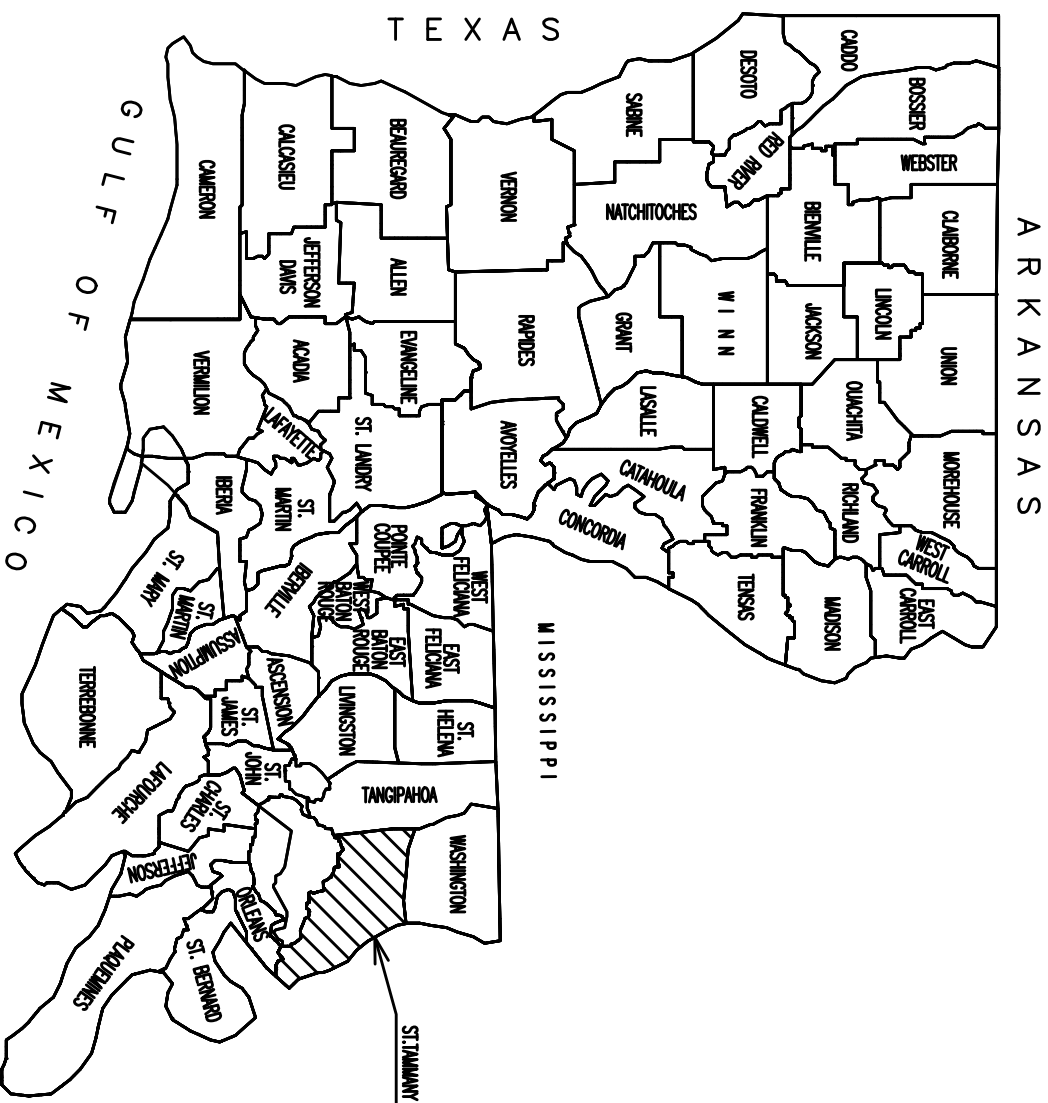 ARKANSAS
TEXAS
CADDO
BOSSIER
WEBSTER
CLAIBORNE
UNION
MOREHOUSE
WEST
CARROLL
EAST
CARROLL
LINCOLN
OUACHITA
RICHLAND
MADISON
DESOTO
RED RIVER
BIENVILLE
JACKSON
CALDWELL
FRANKLIN
TENSAS
SABINE
NATCHITOCHES
WINN
GRANT
LASALLE
CATAHOULA
CONCORDIA
VERNON
RAPIDES
AVOYELLES
MISSISSIPPI
BEAUREGARD
ALLEN
EVANGELINE
ST. LANDRY
POINTE
COUPEE
WEST
FELICIANA
EAST
FELICIANA
ST.
HELENA
TANGIPAHOA
WASHINGTON
ST.TAMMANY
CALCASIEU
JEFFERSON
DAVIS
ACADIA
LAFAYETTE
ST.
MARTIN
IBERVILLE
WEST
BATON
ROUGE
EAST
BATON
ROUGE
LIVINGSTON
ASCENSION
CAMERON
VERMILION
IBERIA
ST. MARY
ST.
MARTIN
ASSUMPTION
ST.
JAMES
ST.
JOHN
ST.
CHARLES
ORLEANS
JEFFERSON
ST. BERNARD
PLAQUEMINES
LAFOURCHE
TERREBONNE
GULF OF MEXICO